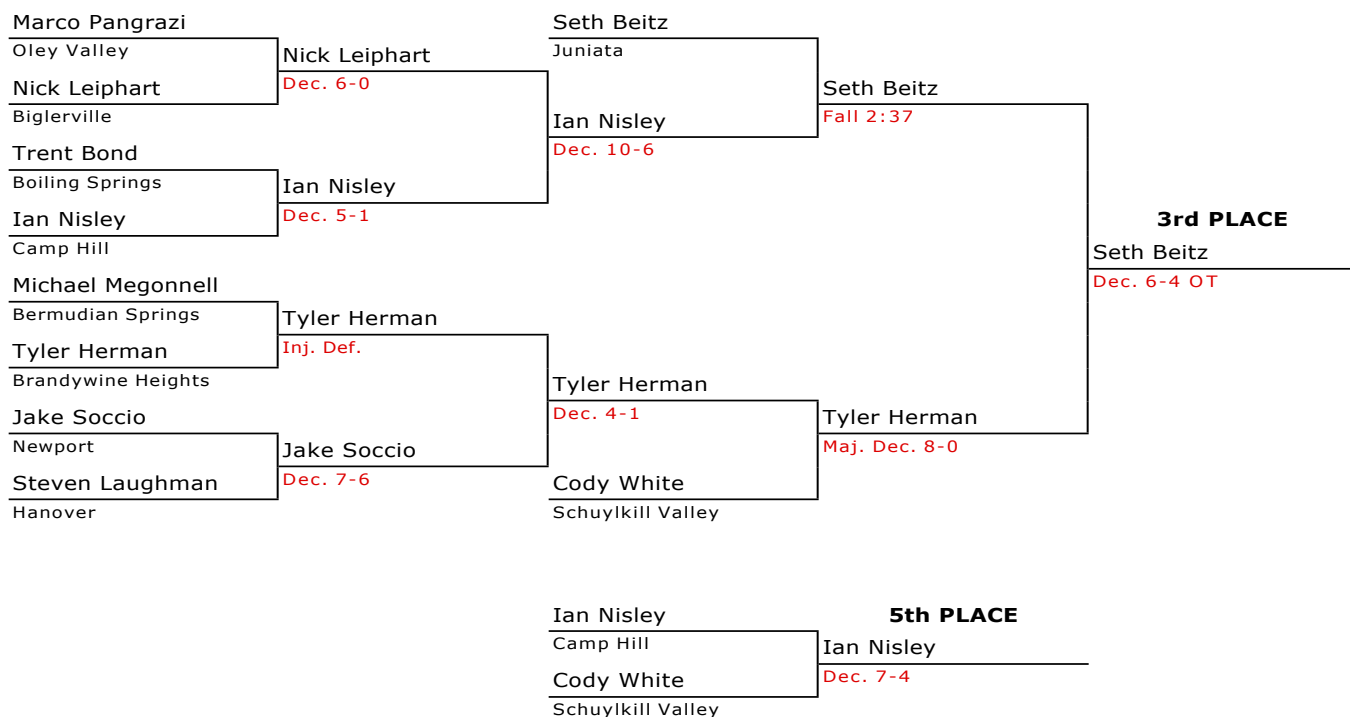 Marco Pangrazi
Oley Valley
Nick Leiphart
Biglerville
Trent Bond
Boiling Springs
Ian Nisley
Camp Hill
Michael Megonnell
Bermudian Springs
Tyler Herman
Brandywine Heights
Jake Soccio
Newport
Steven Laughman
Hanover
Nick Leiphart
Dec. 6-0
Ian Nisley
Dec. 5-1
Tyler Herman
Inj. Def.
Jake Soccio
Dec. 7-6
Seth Beitz
Juniata
Ian Nisley
Dec. 10-6
Tyler Herman
Dec. 4-1
Cody White
Schuylkill Valley
Seth Beitz
Fall 2:37
Tyler Herman
Maj. Dec. 8-0
3rd PLACE
Seth Beitz
Dec. 6-4 OT
Ian Nisley
Camp Hill
Cody White
Schuylkill Valley
5th PLACE
Ian Nisley
Dec. 7-4